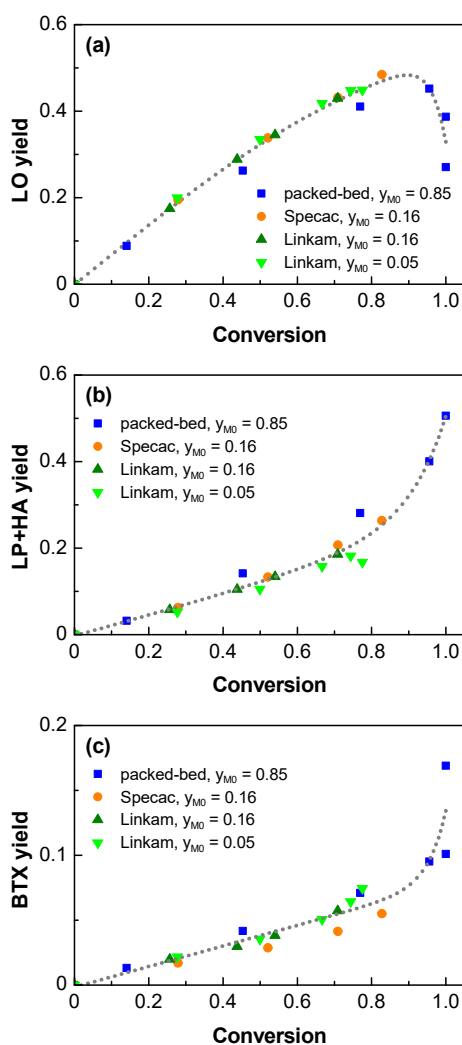 (a)
0.6
0.4
0.2
0
LO yield
packed-bed, yM0 = 0.85
Specac, yM0 = 0.16
Linkam, yM0 = 0.16
Linkam, yM0 = 0.05
0 0.2 0.4 0.6 0.8 1.0
Conversion
(b)
0.6
0.4
0.2
0
LP+HA yield
packed-bed, yM0 = 0.85
Specac, yM0 = 0.16
Linkam, yM0 = 0.16
Linkam, yM0 = 0.05
0 0.2 0.4 0.6 0.8 1.0
Conversion
(c)
0.2
0.1
0
BTX yield
packed-bed, yM0 = 0.85
Specac, yM0 = 0.16
Linkam, yM0 = 0.16
Linkam, yM0 = 0.05
0 0.2 0.4 0.6 0.8 1.0
Conversion